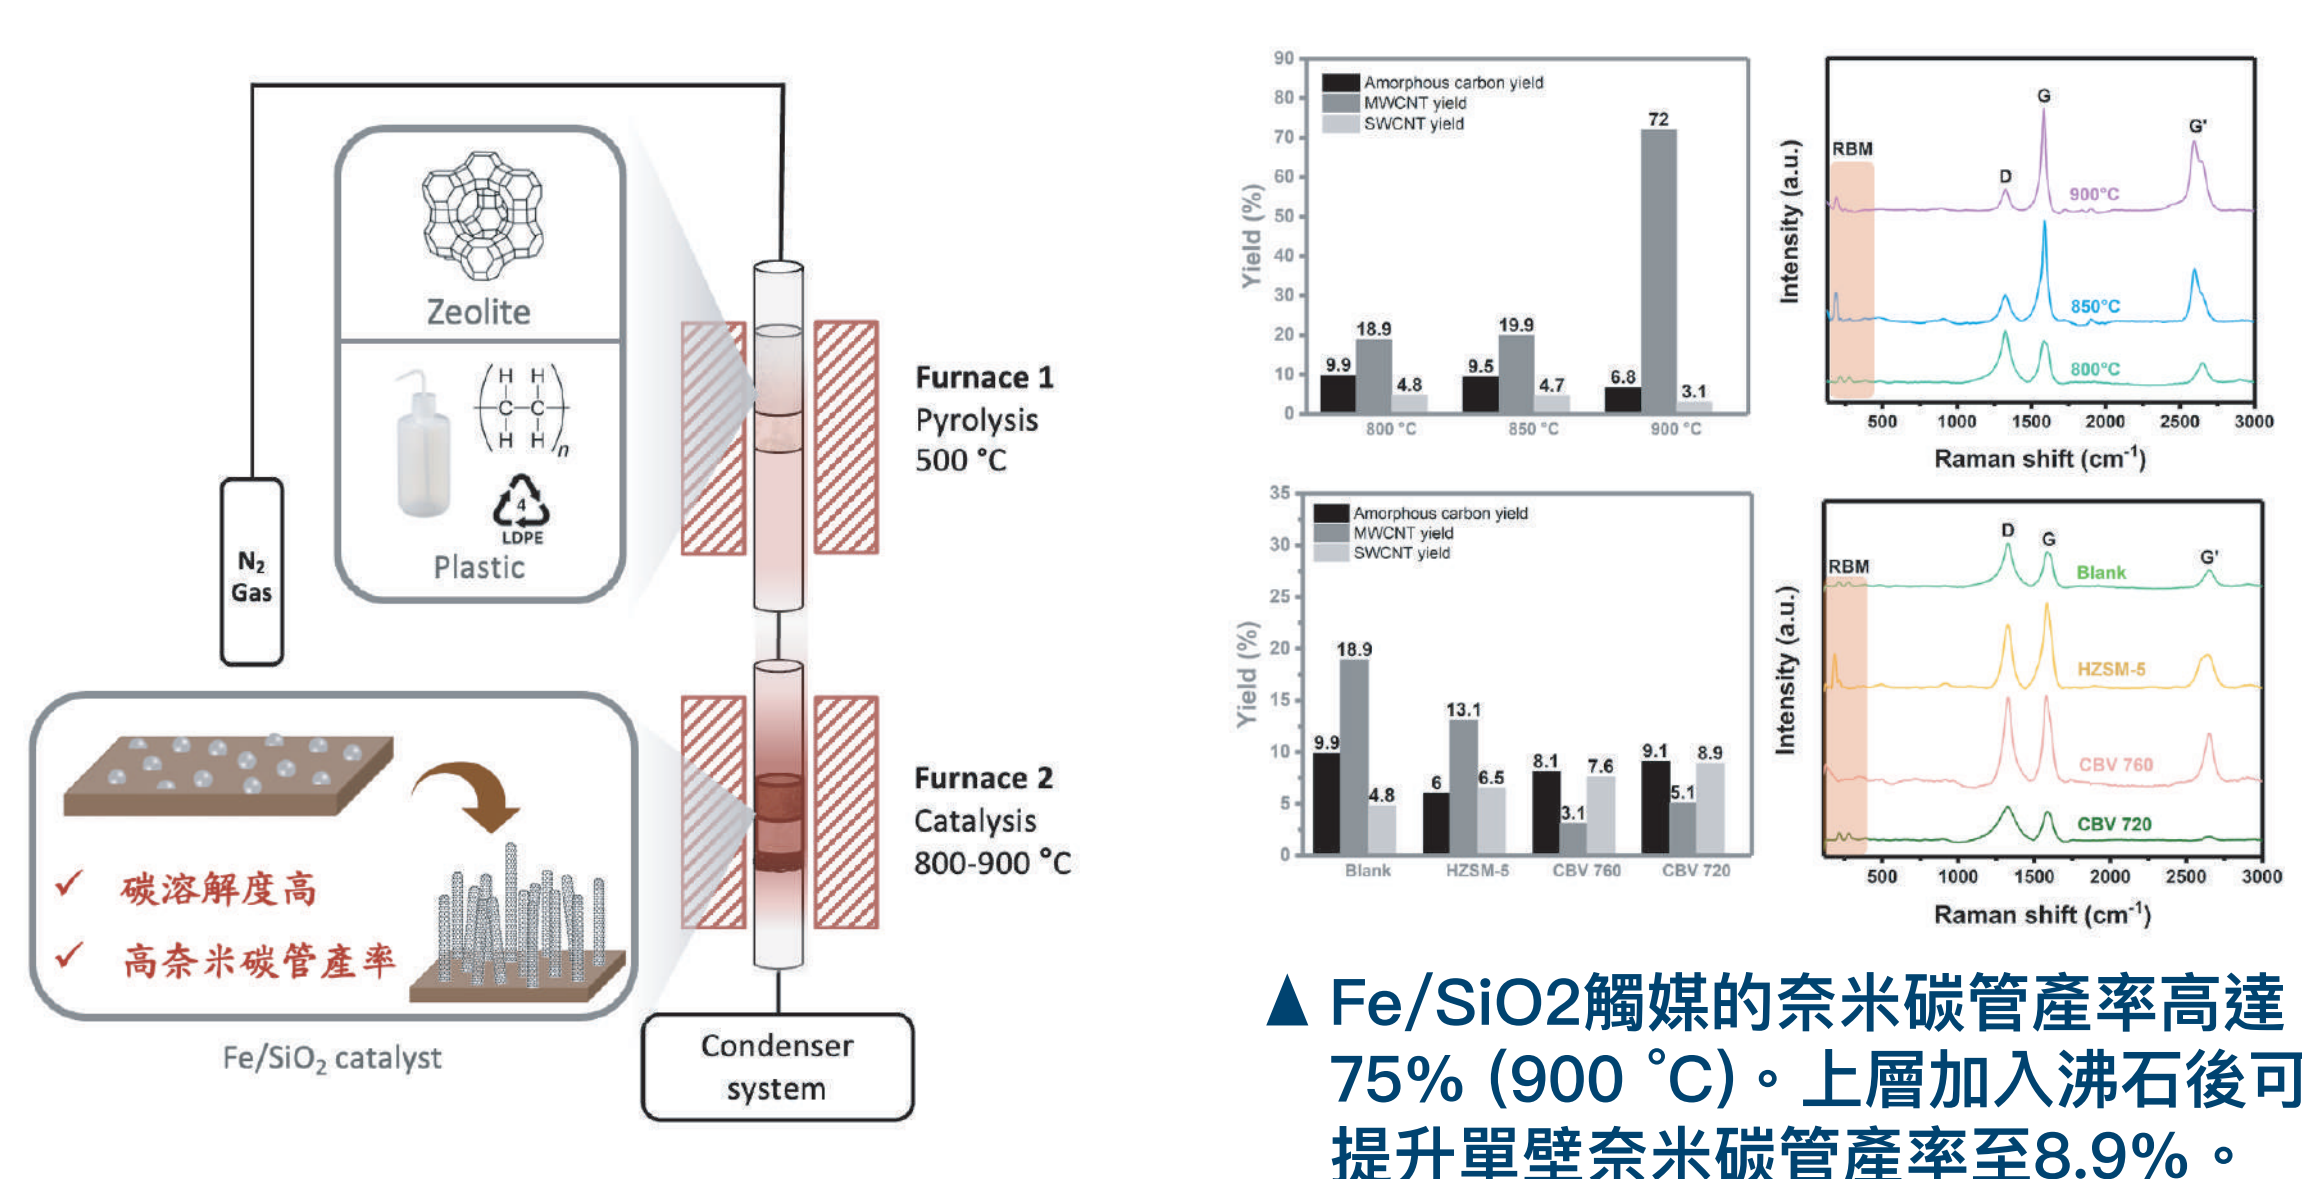 Zeolite
H H
C C
H H
n
4
LDPE
Plastic
N2
Gas
Furnace 1
Pyrolysis
500 °C
Furnace 2
Catalysis
800-900 °C
✓ 碳溶解度高
✓ 高奈米碳管產率
Fe/SiO2 catalyst
Condenser
system
Yield (%)
90
80
70
60
50
40
30
20
10
0
Amorphous carbon yield
MWCNT yield
SWCNT yield
9.9
18.9
4.8
9.5
19.9
4.7
6.8
72
3.1
800 °C
850 °C
900 °C
Intensity (a.u.)
RBM
D
G
G'
900°C
850°C
800°C
500 1000 1500 2000 2500 3000
Raman shift (cm-1)
Yield (%)
35
30
25
20
15
10
5
0
Amorphous carbon yield
MWCNT yield
SWCNT yield
9.9
18.9
4.8
6
13.1
6.5
8.1
3.1
7.6
9.1
5.1
8.9
Blank
HZSM-5
CBV 760
CBV 720
Intensity (a.u.)
RBM
D
G
G'
Blank
HZSM-5
CBV 760
CBV 720
500 1000 1500 2000 2500 3000
Raman shift (cm-1)
▲ Fe/SiO2觸媒的奈米碳管產率高達
75% (900 °C)。上層加入沸石後可
提升單壁奈米碳管產率至8.9%。